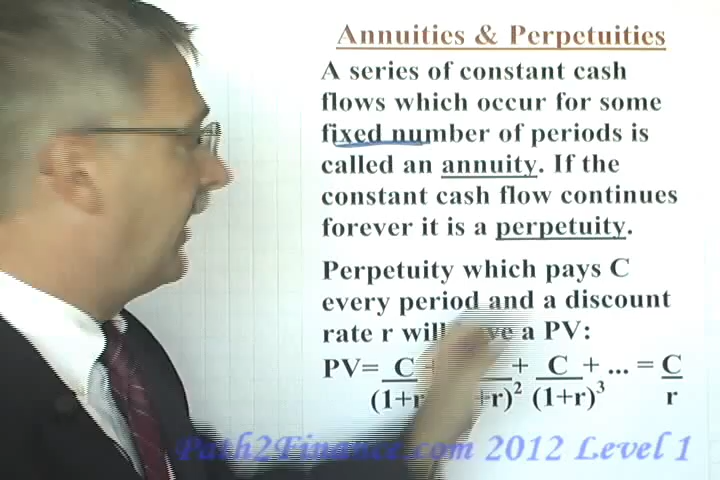 Annuities & Perpetuities
A series of constant cash
flows which occur for some
fixed number of periods is
called an annuity. If the
constant cash flow continues
forever it is a perpetuity.
Perpetuity which pays C
every period and a discount
rate r will a PV:
PV= C + C + ... = C
(1+r +r)² (1+r)³ r
Path2Finance.com 2012 Level 1